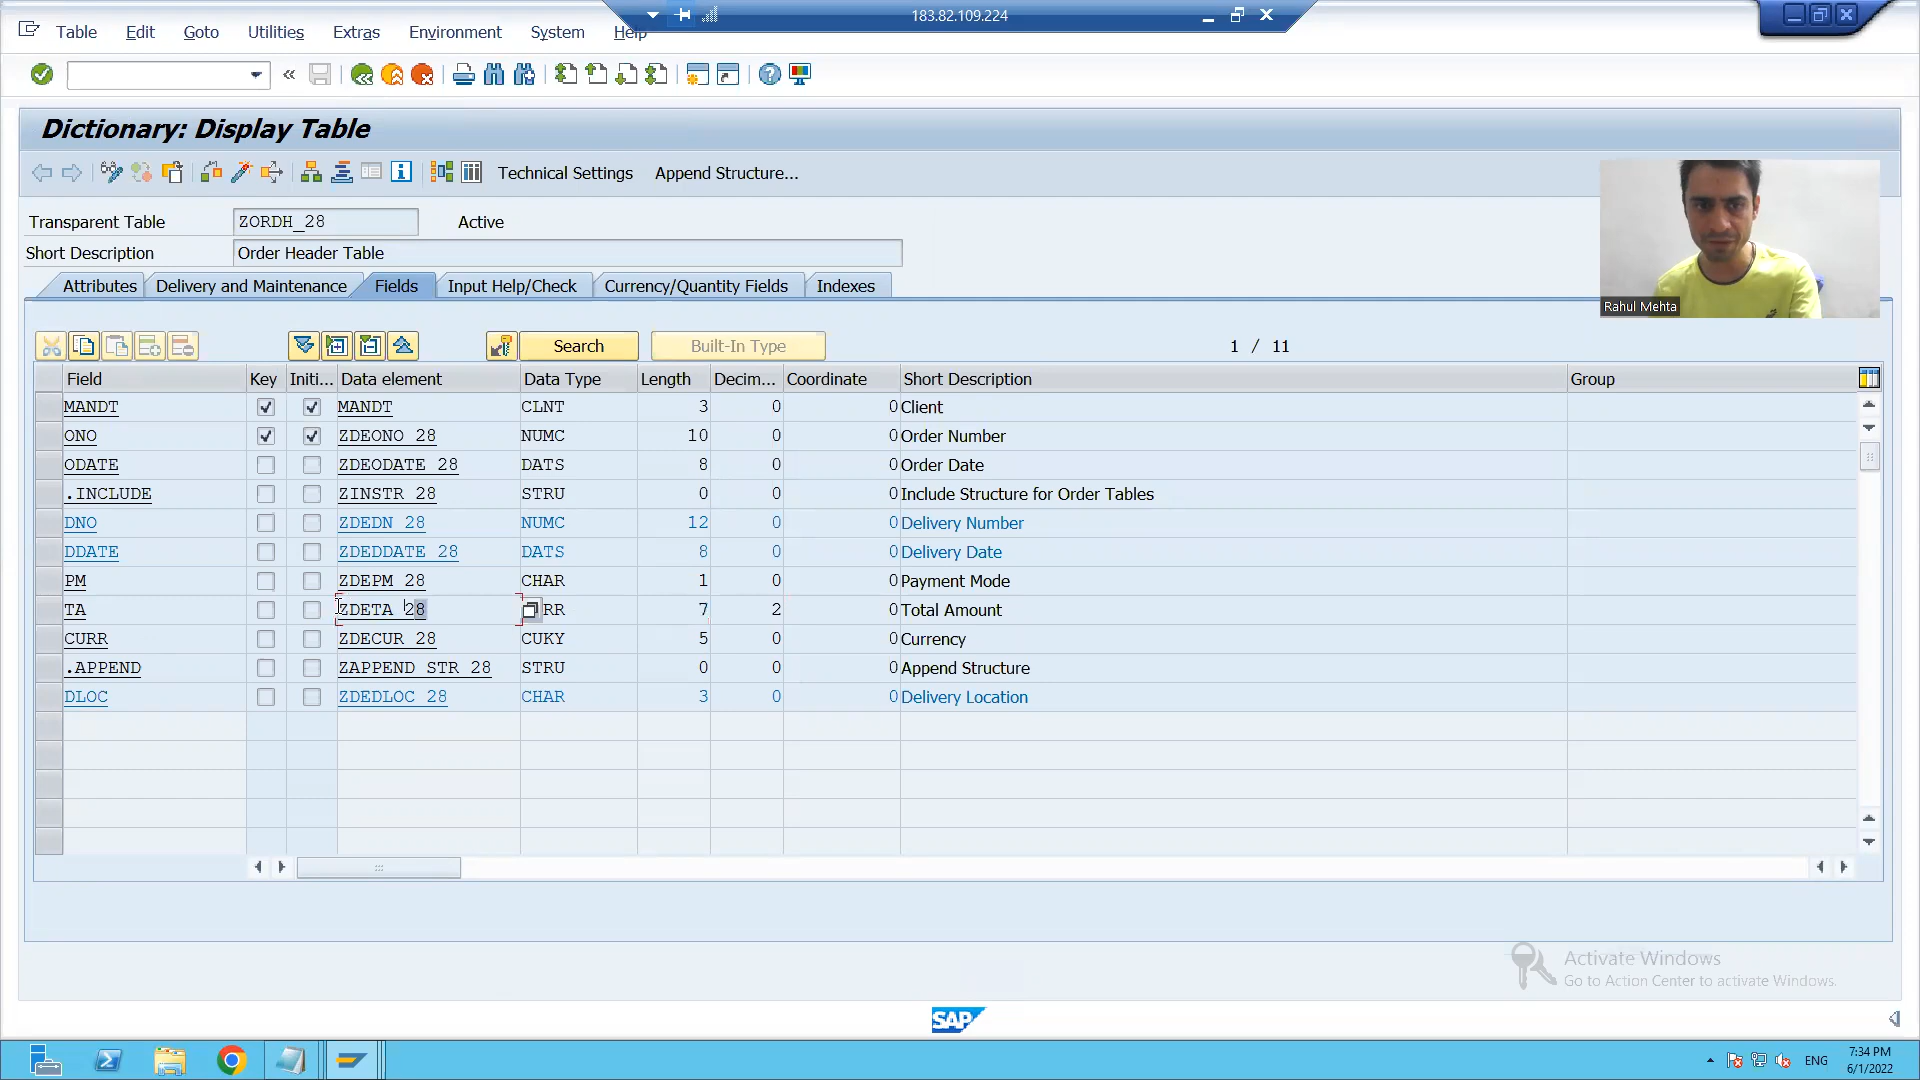 183.82.109.224
Table Edit Goto Utilities Extras Environment System Help
Dictionary: Display Table
Technical Settings Append Structure...
Transparent Table ZORDH_28 Active
Short Description Order Header Table
Rahul Mehta
Attributes Delivery and Maintenance Fields Input Help/Check Currency/Quantity Fields Indexes
Search Built-In Type 1 / 11
Field Key Initi... Data element Data Type Length Decim... Coordinate Short Description Group
MANDT MANDT CLNT 3 0 0 Client
ONO ZDEONO_28 NUMC 10 0 0 Order Number
ODATE ZDEODATE_28 DATS 8 0 0 Order Date
.INCLUDE ZINSTR_28 STRU 0 0 0 Include Structure for Order Tables
DNO ZDEDN_28 NUMC 12 0 0 Delivery Number
DDATE ZDEDDATE_28 DATS 8 0 0 Delivery Date
PM ZDEPM_28 CHAR 1 0 0 Payment Mode
TA ZDETA_28 RR 7 2 0 Total Amount
CURR ZDECUR_28 CUKY 5 0 0 Currency
.APPEND ZAPPEND_STR_28 STRU 0 0 0 Append Structure
DLOC ZDEDLOC_28 CHAR 3 0 0 Delivery Location
Activate Windows
Go to Action Center to activate Windows.
SAP
ENG
7:34 PM
6/1/2022